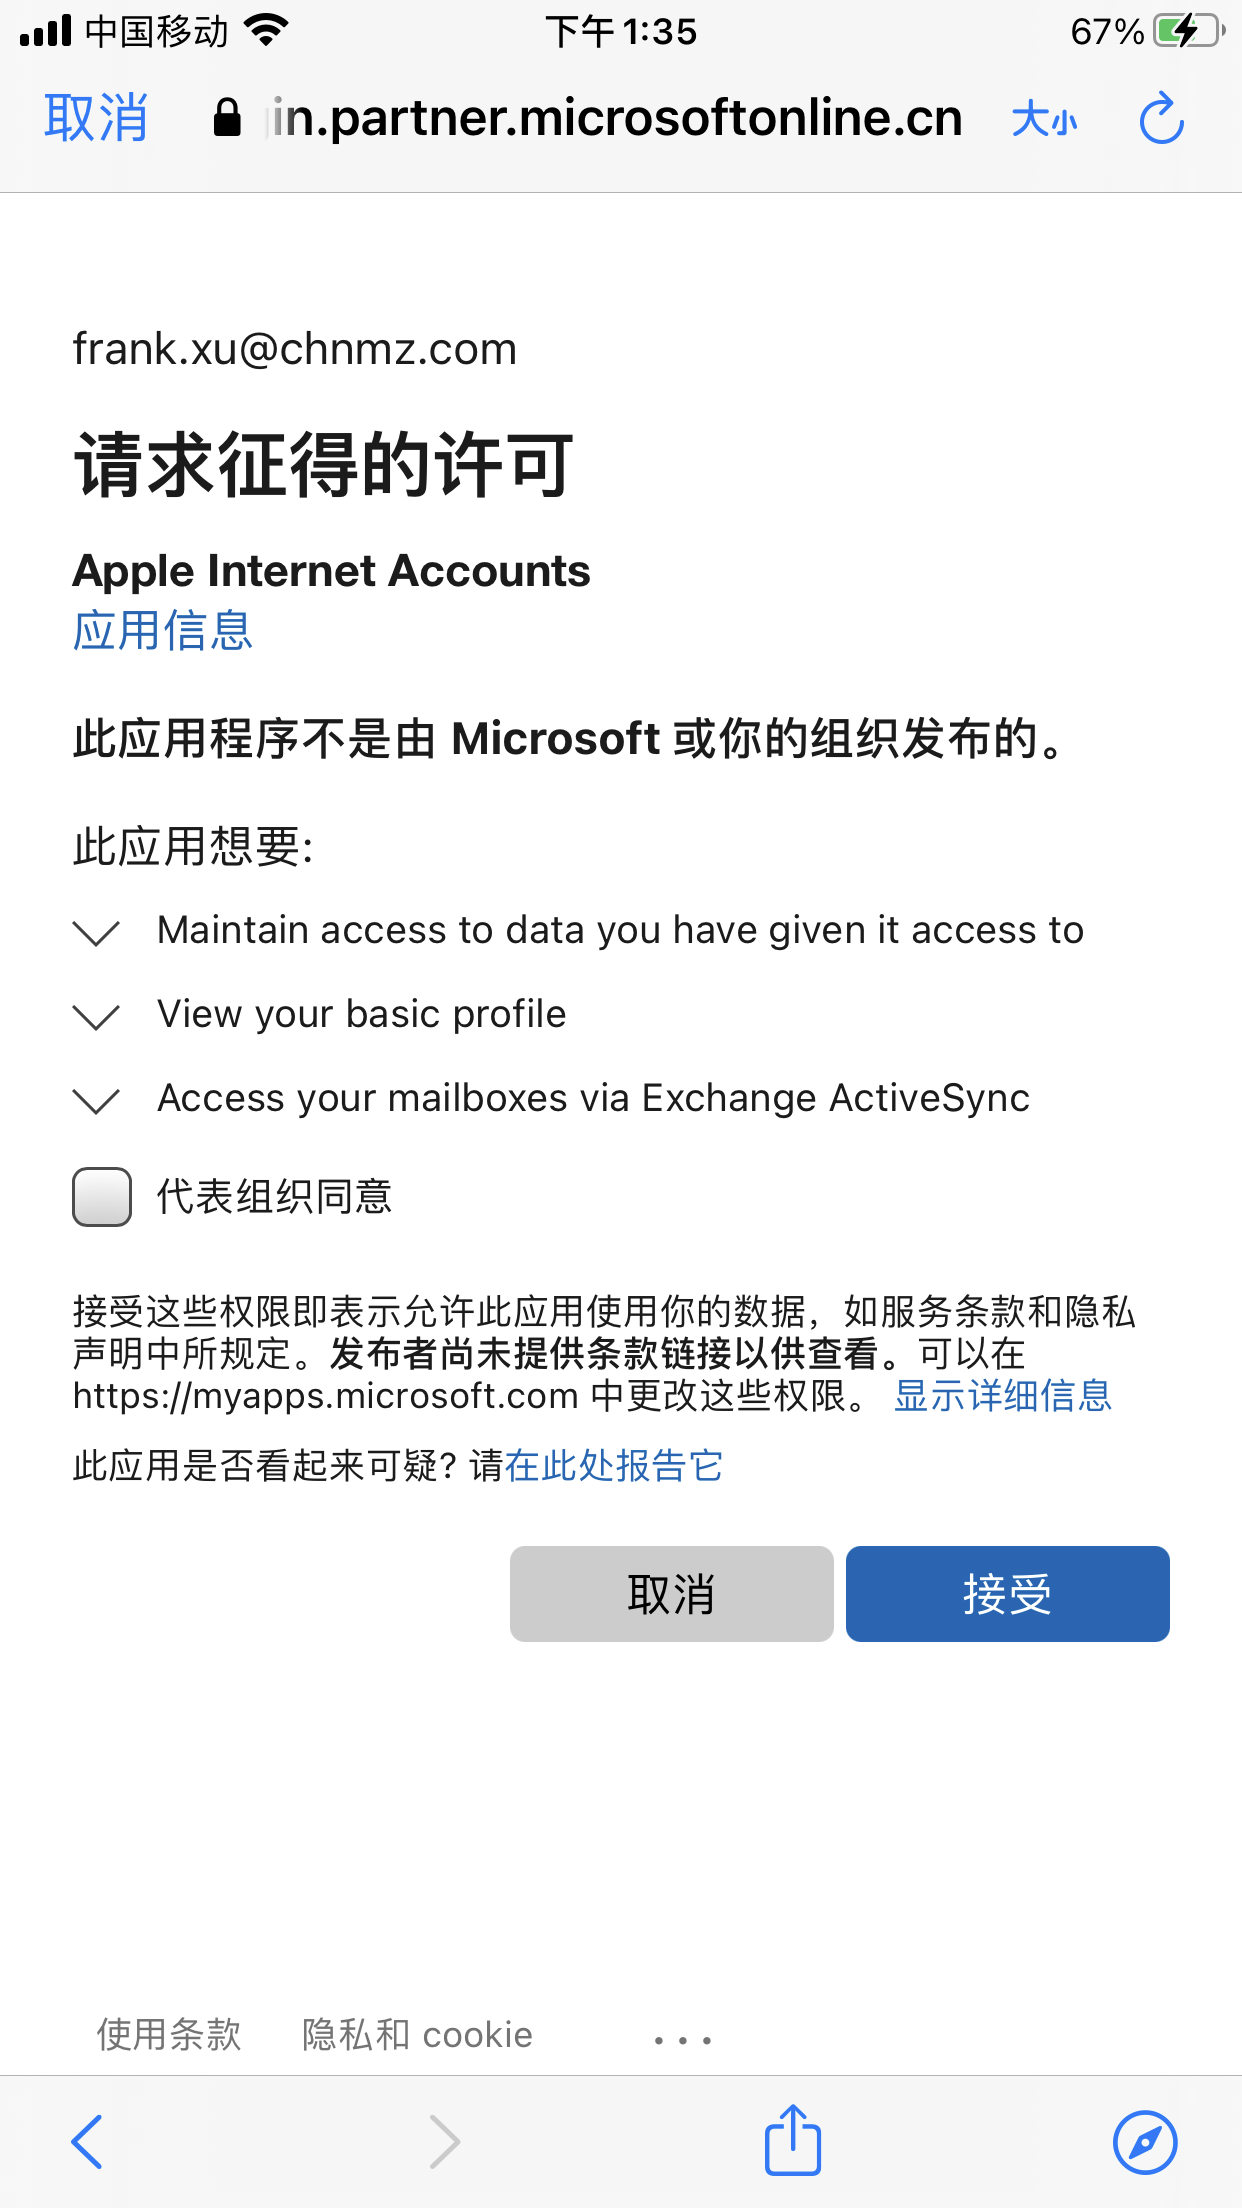 中国移动 下午 1:35 67%
取消 in.partner.microsoftonline.cn 大小
frank.xu@chnmz.com
请求征得的许可
Apple Internet Accounts
应用信息
此应用程序不是由 Microsoft 或你的组织发布的。
此应用想要:
Maintain access to data you have given it access to
View your basic profile
Access your mailboxes via Exchange ActiveSync
代表组织同意
接受这些权限即表示允许此应用使用你的数据，如服务条款和隐私
声明中所规定。发布者尚未提供条款链接以供查看。可以在
https://myapps.microsoft.com 中更改这些权限。 显示详细信息
此应用是否看起来可疑? 请在此处报告它
取消 接受
使用条款 隐私和 cookie ...